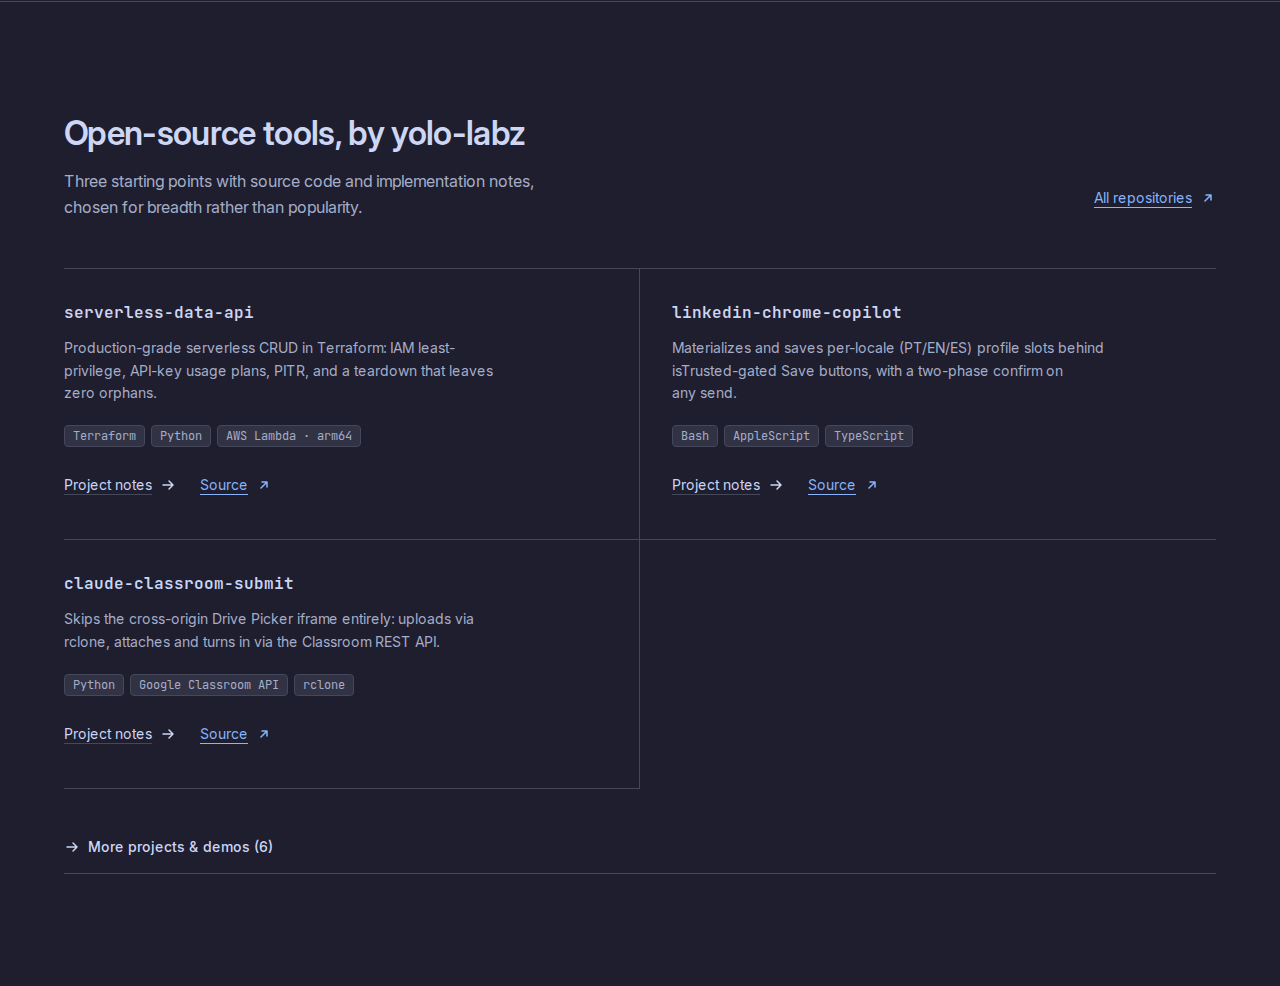 Open-source tools, by yolo-labz
Three starting points with source code and implementation notes,
chosen for breadth rather than popularity.
All repositories ↗
serverless-data-api
Production-grade serverless CRUD in Terraform: IAM least-
privilege, API-key usage plans, PITR, and a teardown that leaves
zero orphans.
Terraform Python AWS Lambda · arm64
Project notes → Source ↗
linkedin-chrome-copilot
Materializes and saves per-locale (PT/EN/ES) profile slots behind
isTrusted-gated Save buttons, with a two-phase confirm on
any send.
Bash AppleScript TypeScript
Project notes → Source ↗
claude-classroom-submit
Skips the cross-origin Drive Picker iframe entirely: uploads via
rclone, attaches and turns in via the Classroom REST API.
Python Google Classroom API rclone
Project notes → Source ↗
→ More projects & demos (6)